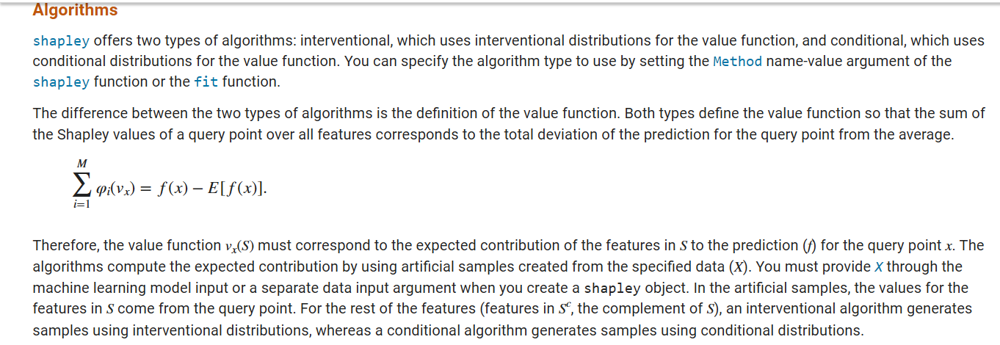 Algorithms
shapley offers two types of algorithms: interventional, which uses interventional distributions for the value function, and conditional, which uses
conditional distributions for the value function. You can specify the algorithm type to use by setting the Method name-value argument of the
shapley function or the fit function.
The difference between the two types of algorithms is the definition of the value function. Both types define the value function so that the sum of
the Shapley values of a query point over all features corresponds to the total deviation of the prediction for the query point from the average.
M
∑ φᵢ(vₓ) = f(x) − E[f(x)].
i=1
Therefore, the value function vₓ(S) must correspond to the expected contribution of the features in S to the prediction (f) for the query point x. The
algorithms compute the expected contribution by using artificial samples created from the specified data (X). You must provide X through the
machine learning model input or a separate data input argument when you create a shapley object. In the artificial samples, the values for the
features in S come from the query point. For the rest of the features (features in Sᶜ, the complement of S), an interventional algorithm generates
samples using interventional distributions, whereas a conditional algorithm generates samples using conditional distributions.